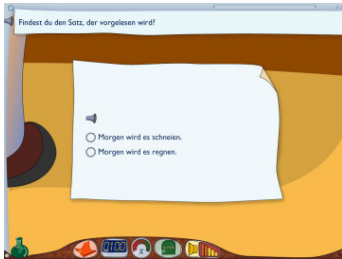 Findest du den Satz, der vorgelesen wird?
Morgen wird es schneien.
Morgen wird es regnen.